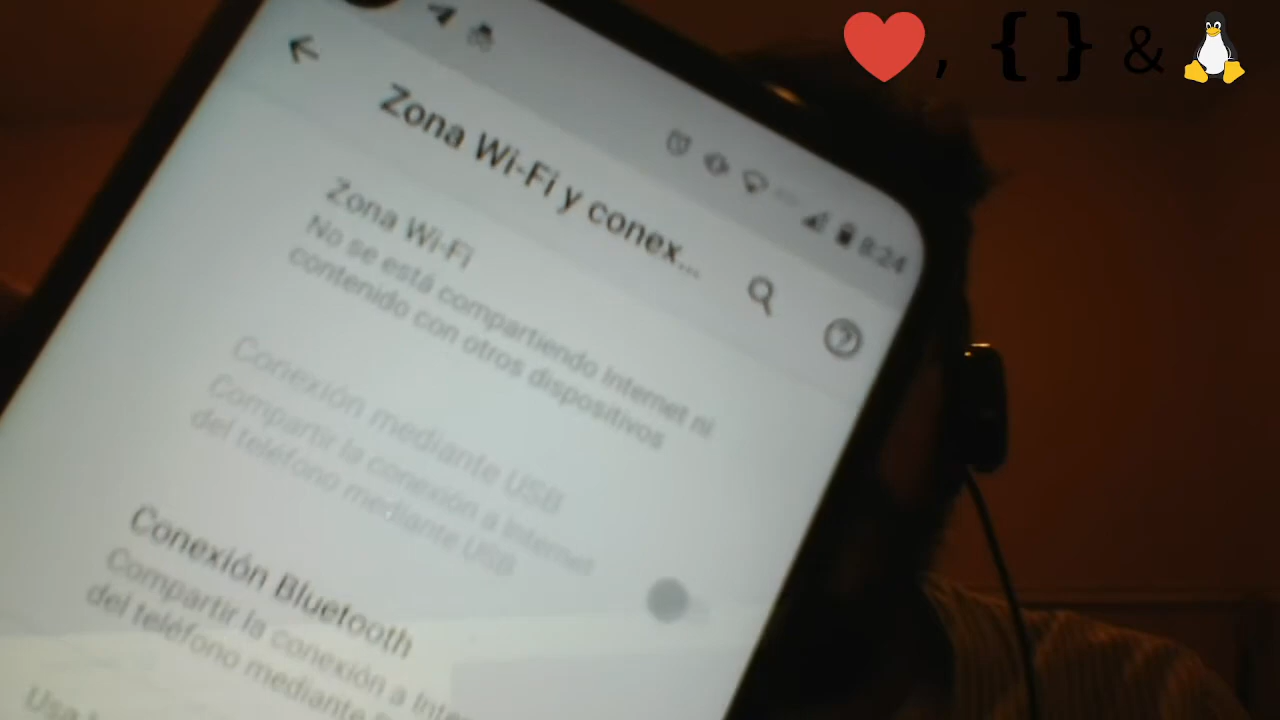 , { } &
8:24
Zona Wi-Fi y conex...
Zona Wi-Fi
No se está compartiendo Internet ni
contenido con otros dispositivos
Conexión mediante USB
Compartir la conexión a Internet
del teléfono mediante USB
Conexión Bluetooth
Compartir la conexión a Inte
del teléfono mediante
Usa